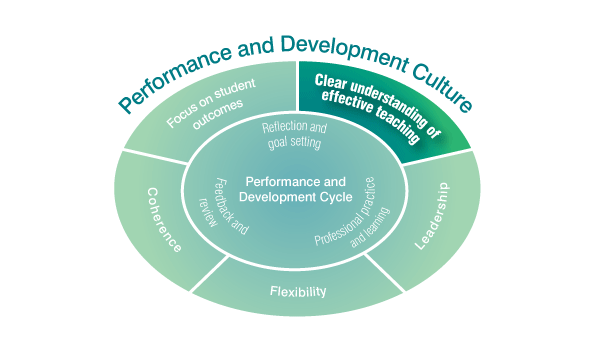 Performance and Development Culture
Focus on student
outcomes
Clear understanding of
effective teaching
Reflection and
goal setting
Performance and
Development Cycle
Feedback and
review
Professional practice
and learning
Coherence
Leadership
Flexibility